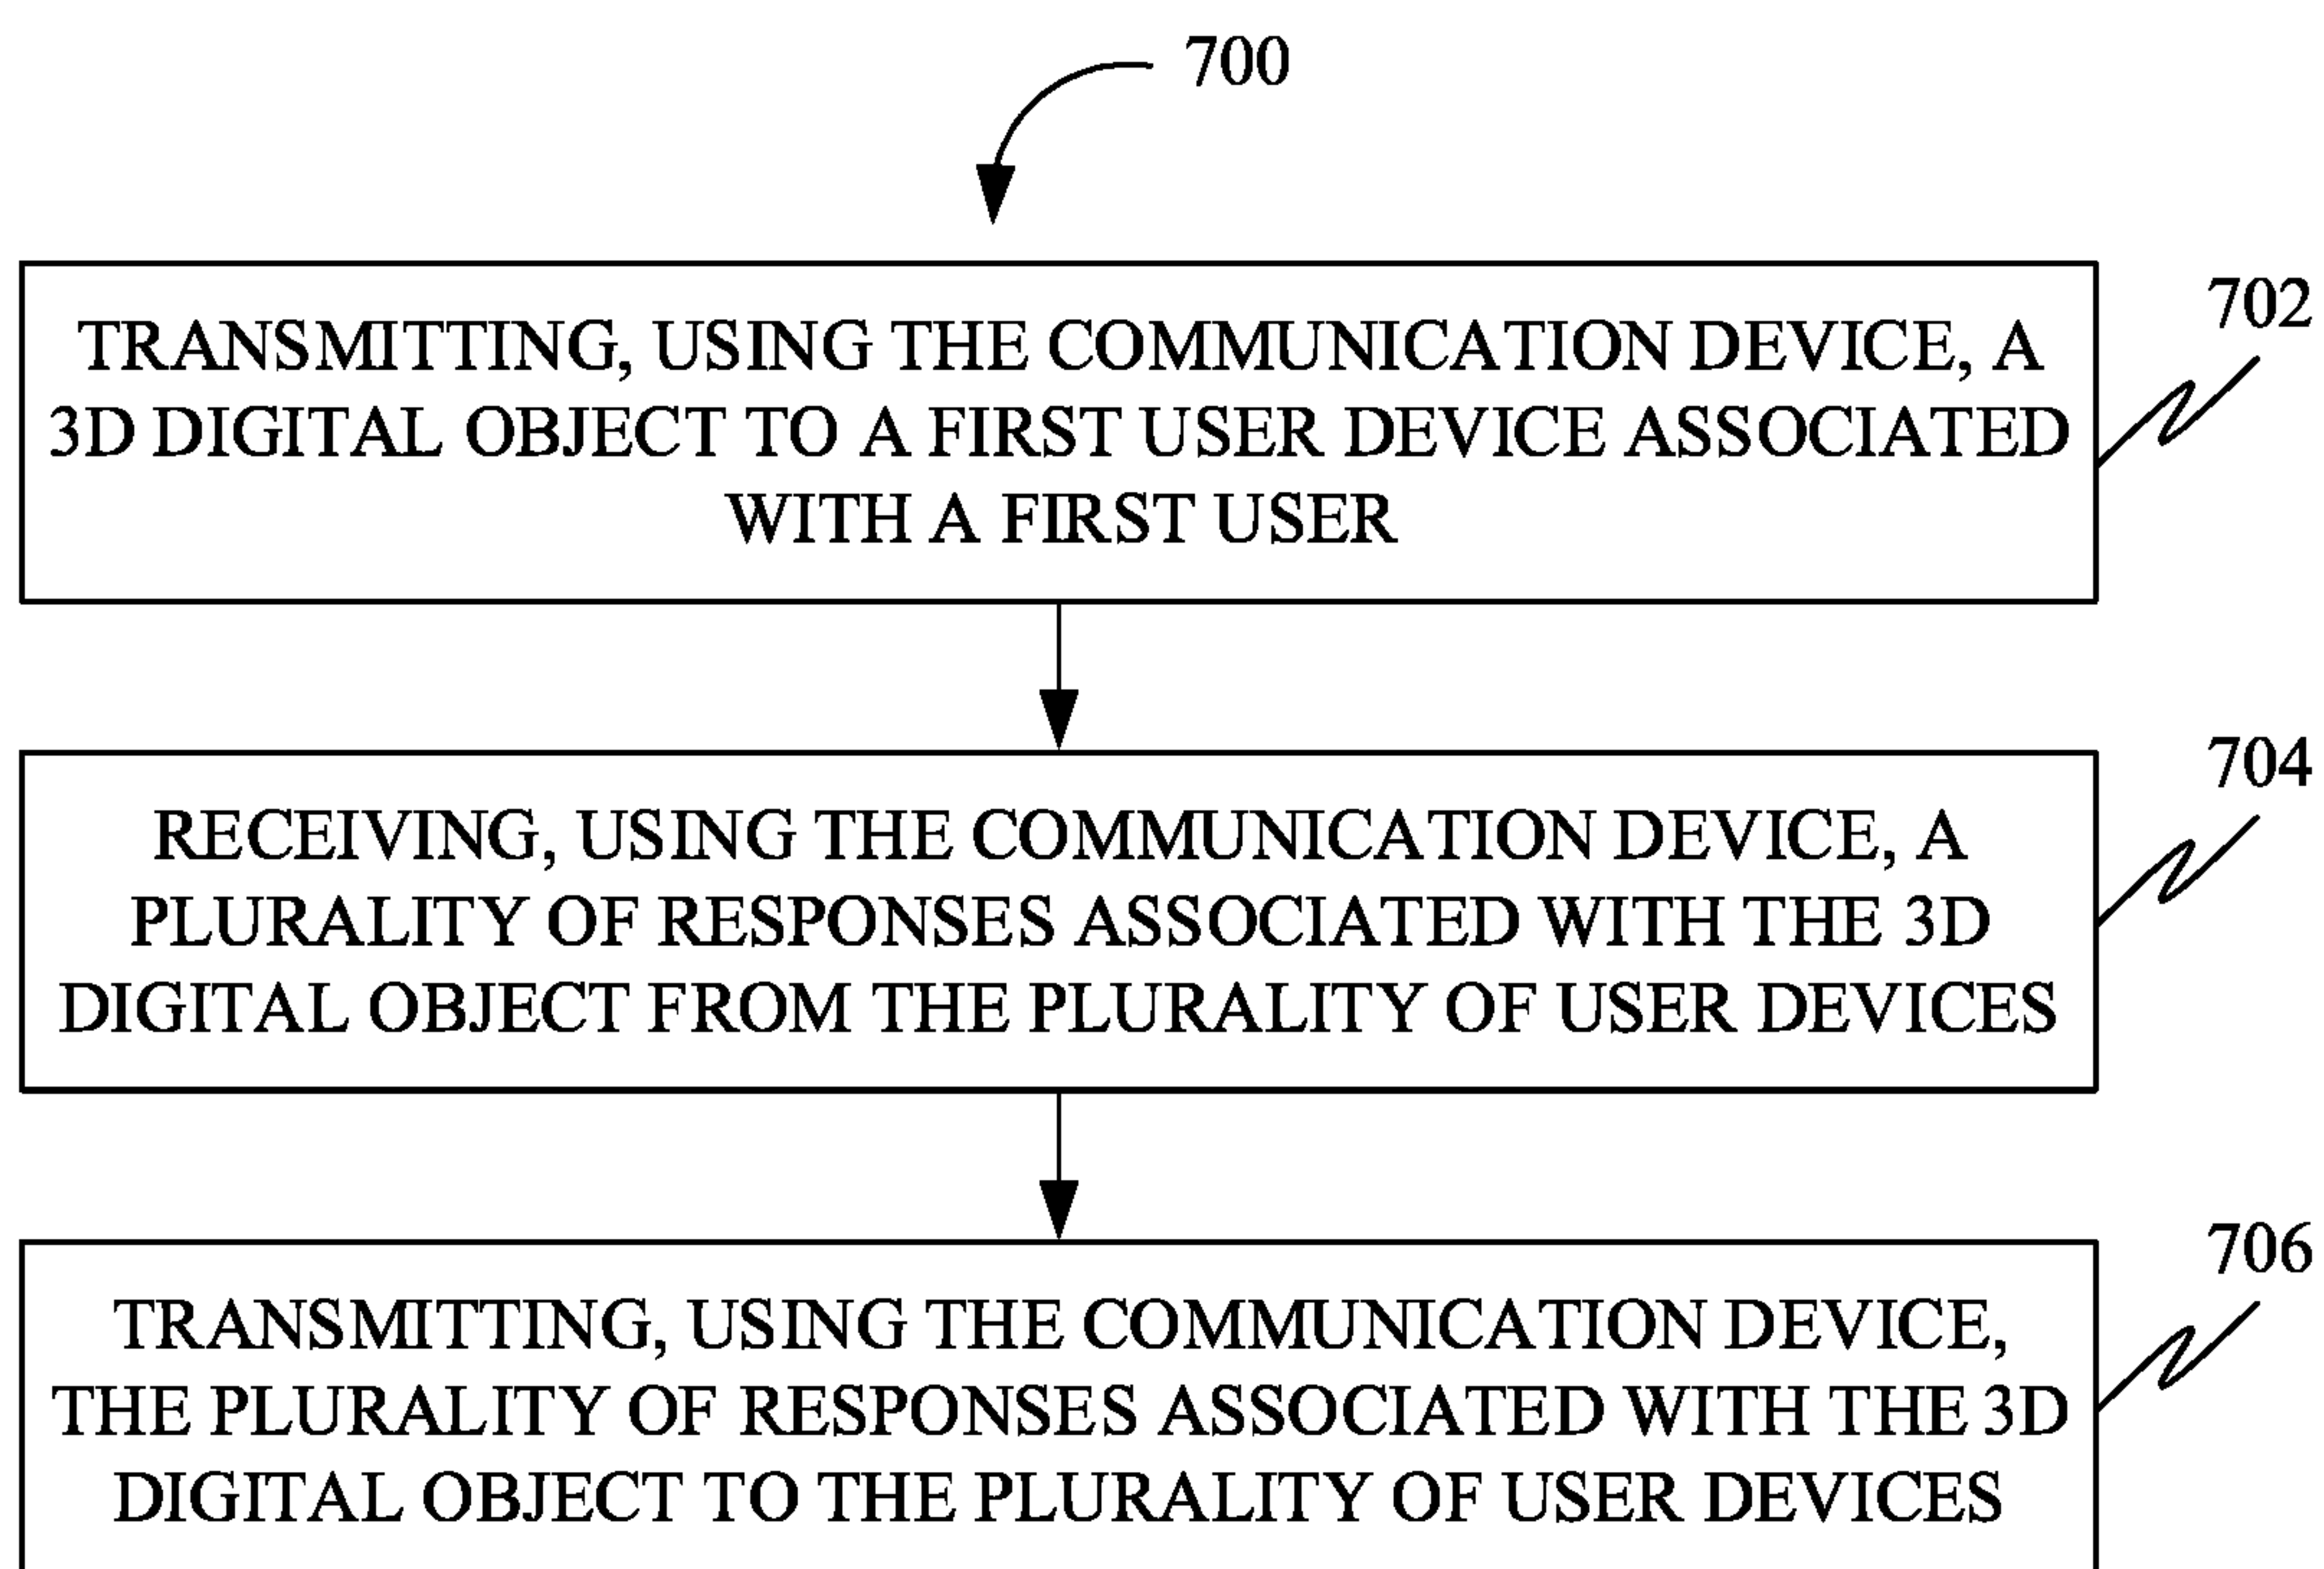 700
702
TRANSMITTING, USING THE COMMUNICATION DEVICE, A
3D DIGITAL OBJECT TO A FIRST USER DEVICE ASSOCIATED
WITH A FIRST USER
704
RECEIVING, USING THE COMMUNICATION DEVICE, A
PLURALITY OF RESPONSES ASSOCIATED WITH THE 3D
DIGITAL OBJECT FROM THE PLURALITY OF USER DEVICES
706
TRANSMITTING, USING THE COMMUNICATION DEVICE,
THE PLURALITY OF RESPONSES ASSOCIATED WITH THE 3D
DIGITAL OBJECT TO THE PLURALITY OF USER DEVICES